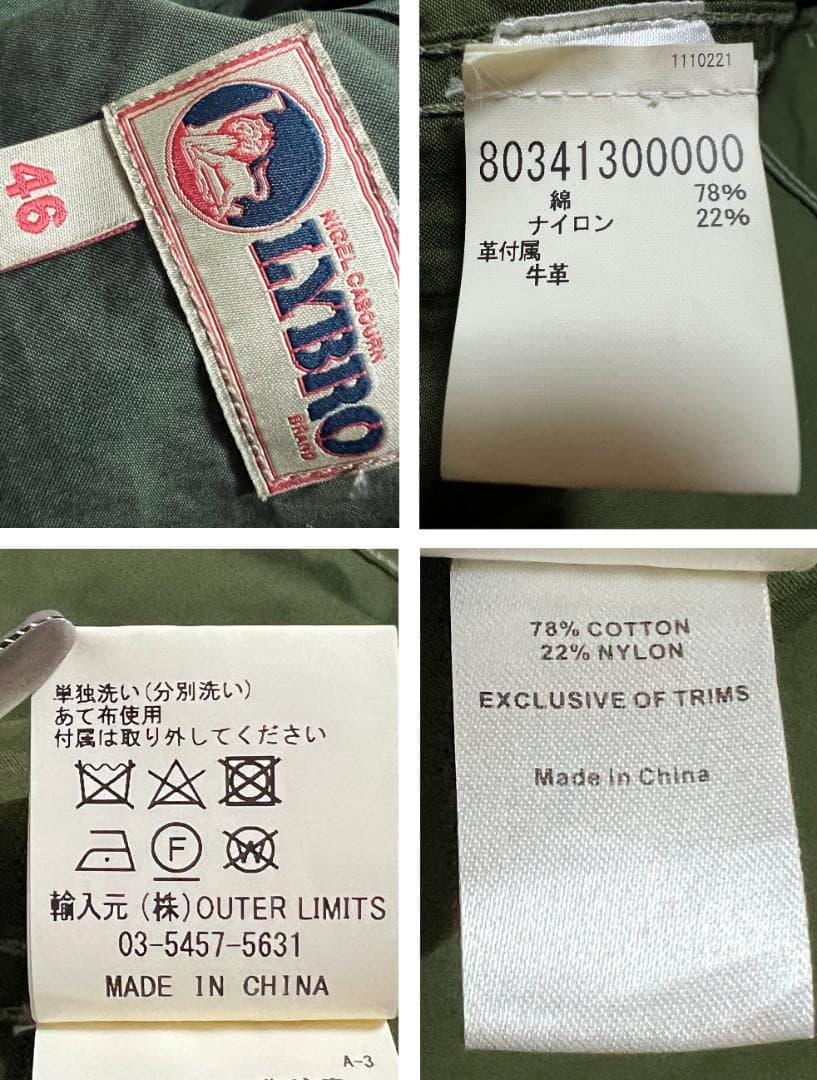 46
NIGEL CABOURN
LYBRO
BRAND
1110221
80341300000
綿 78%
ナイロン 22%
革付属
牛革
単独洗い(分別洗い)
あて布使用
付属は取り外してください
F
W
輸入元 (株)OUTER LIMITS
03-5457-5631
MADE IN CHINA
A-3
78% COTTON
22% NYLON
EXCLUSIVE OF TRIMS
Made in China